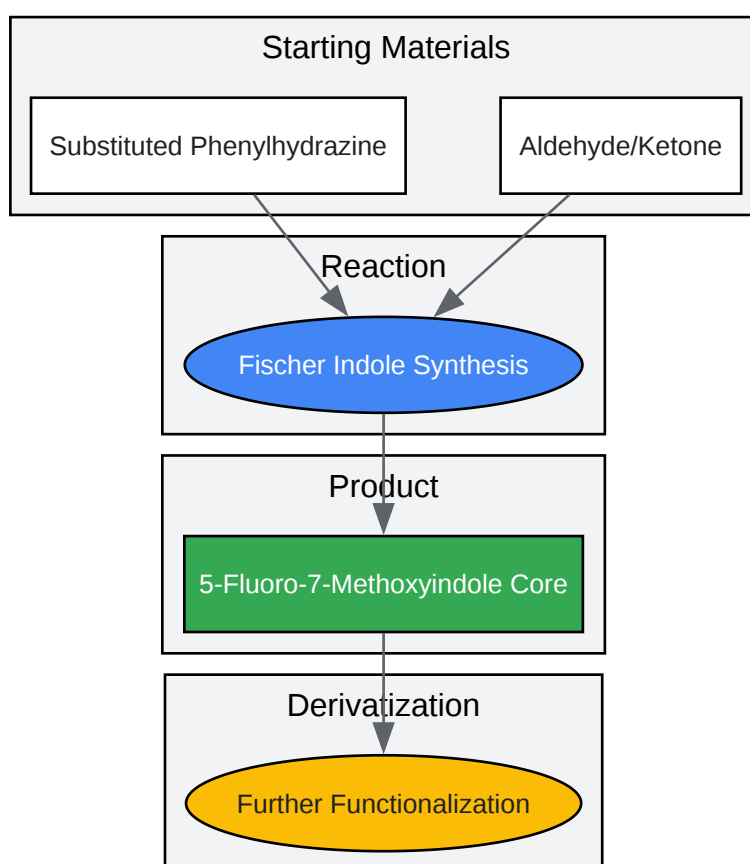 Starting Materials
Substituted Phenylhydrazine
Aldehyde/Ketone
Reaction
Fischer Indole Synthesis
Product
5-Fluoro-7-Methoxyindole Core
Derivatization
Further Functionalization